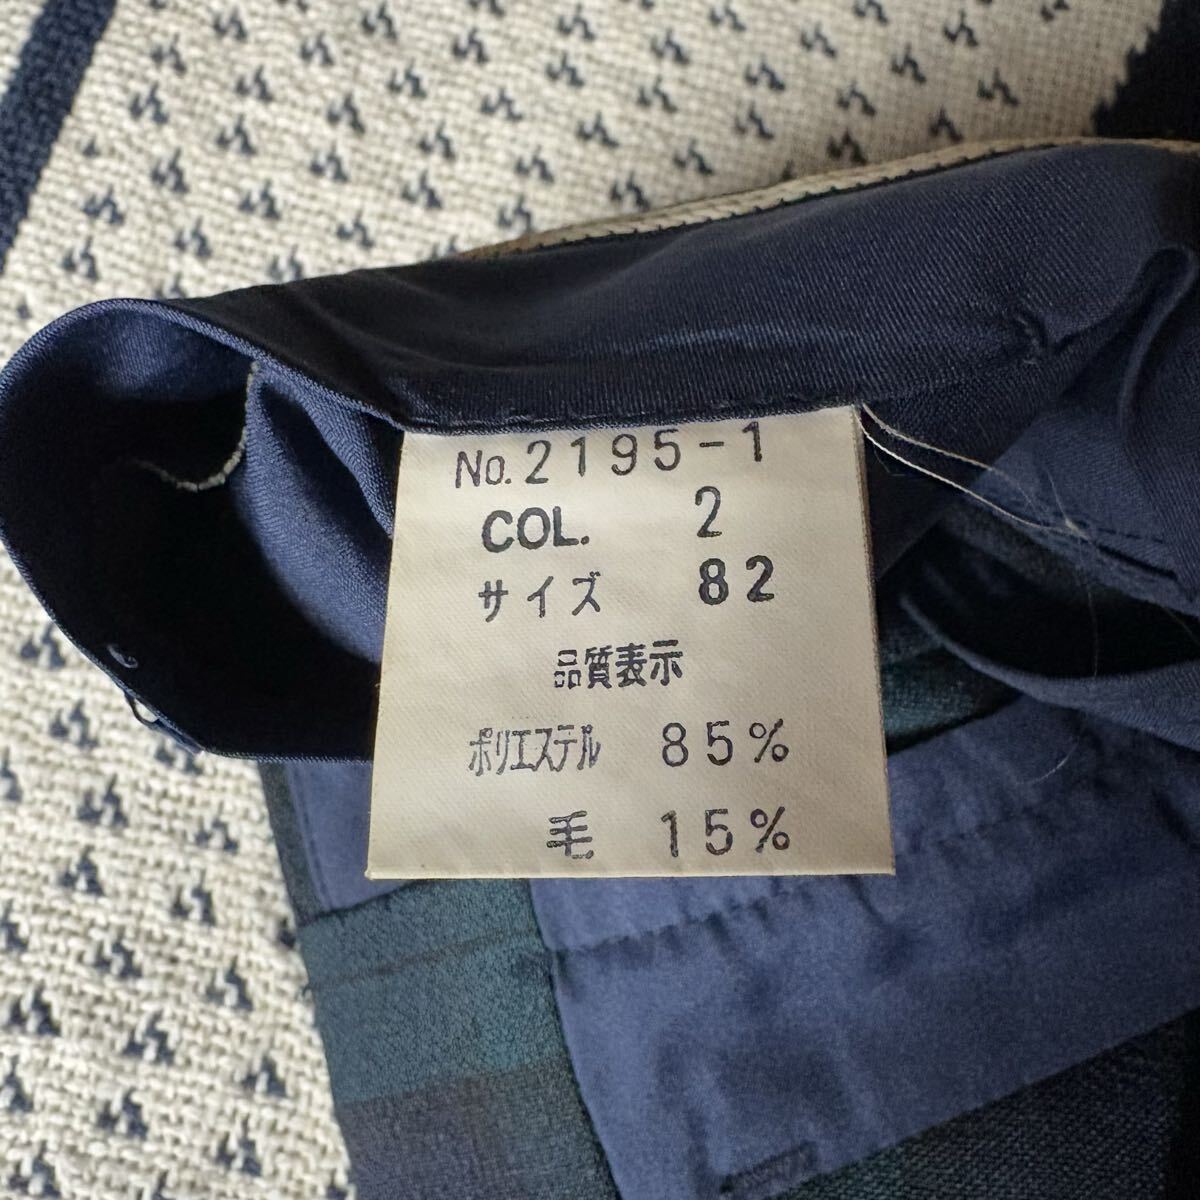 No. 2195-1
COL. 2
サイズ 82
品質表示
ポリエステル 85%
毛 15%